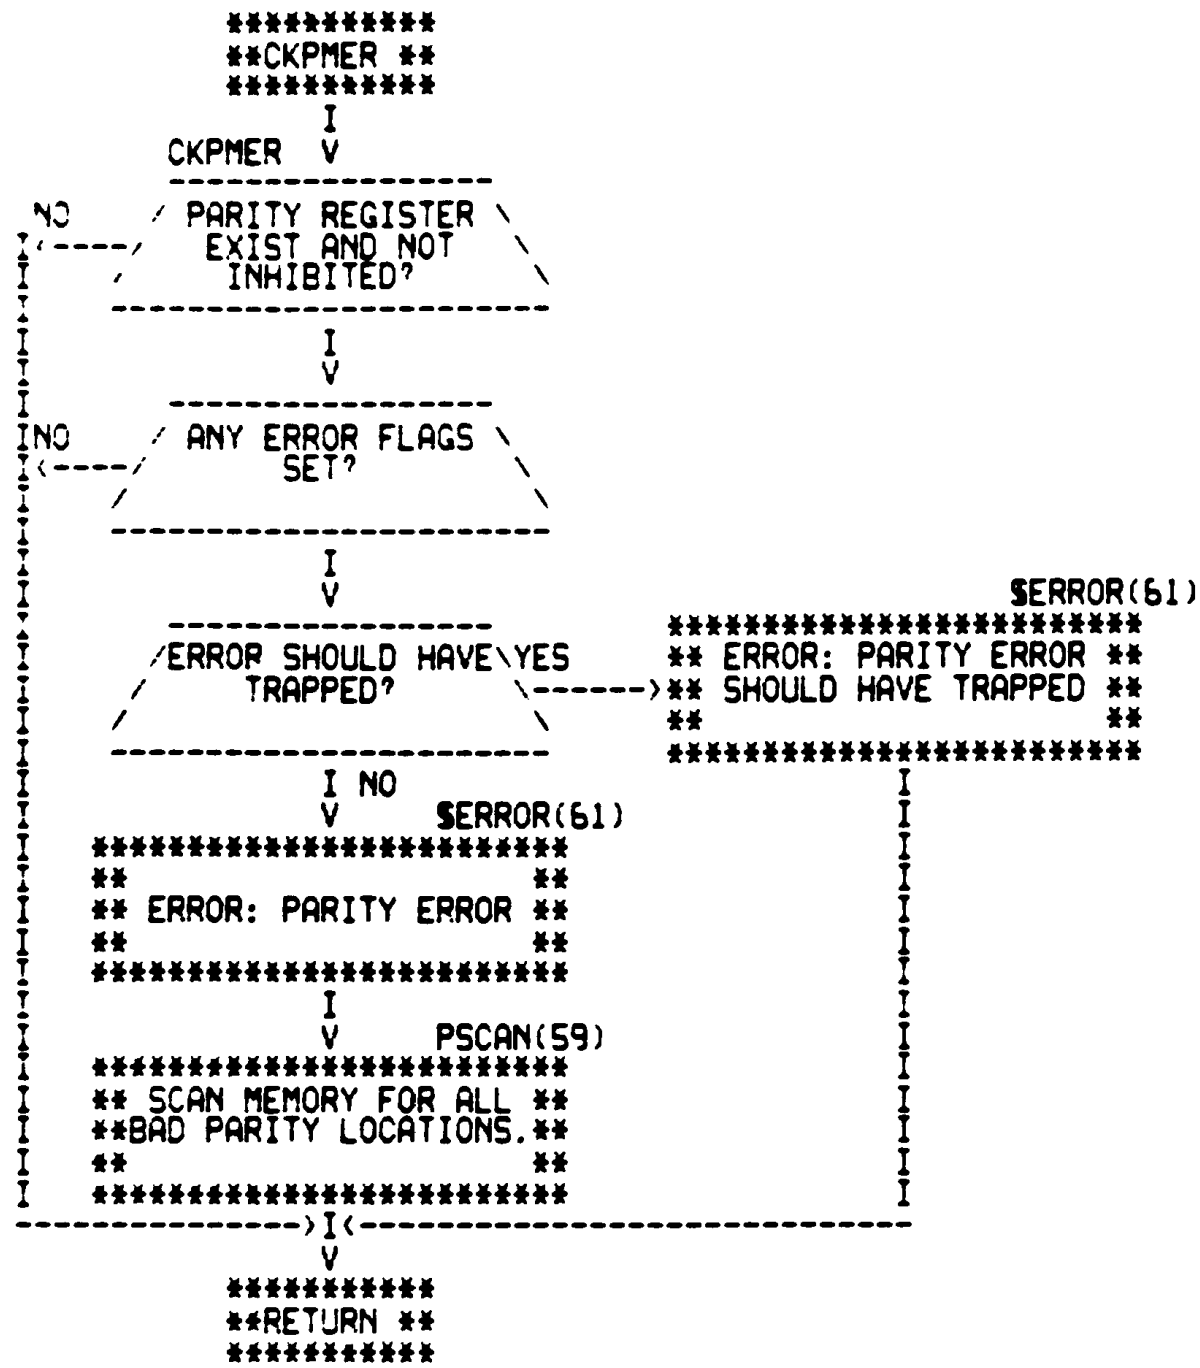 ***********
**CKPMER **
***********
I
CKPMER V
-----------------
NO / PARITY REGISTER \
<-----/ EXIST AND NOT \
/ INHIBITED? \
-----------------------
I
V
-----------------
NO / ANY ERROR FLAGS \
<-----/ SET? \
/ \
-----------------------
I
V
$ERROR(61)
----------------- *************************
/ERROR SHOULD HAVE\YES ** ERROR: PARITY ERROR **
/ TRAPPED? \------>** SHOULD HAVE TRAPPED **
/ \ ** **
----------------------- *************************
I NO
V $ERROR(61)
*************************
** **
** ERROR: PARITY ERROR **
** **
*************************
I
V PSCAN(59)
*************************
** SCAN MEMORY FOR ALL **
**BAD PARITY LOCATIONS.**
** **
*************************
--------------->I<-----------------------------
V
***********
**RETURN **
***********